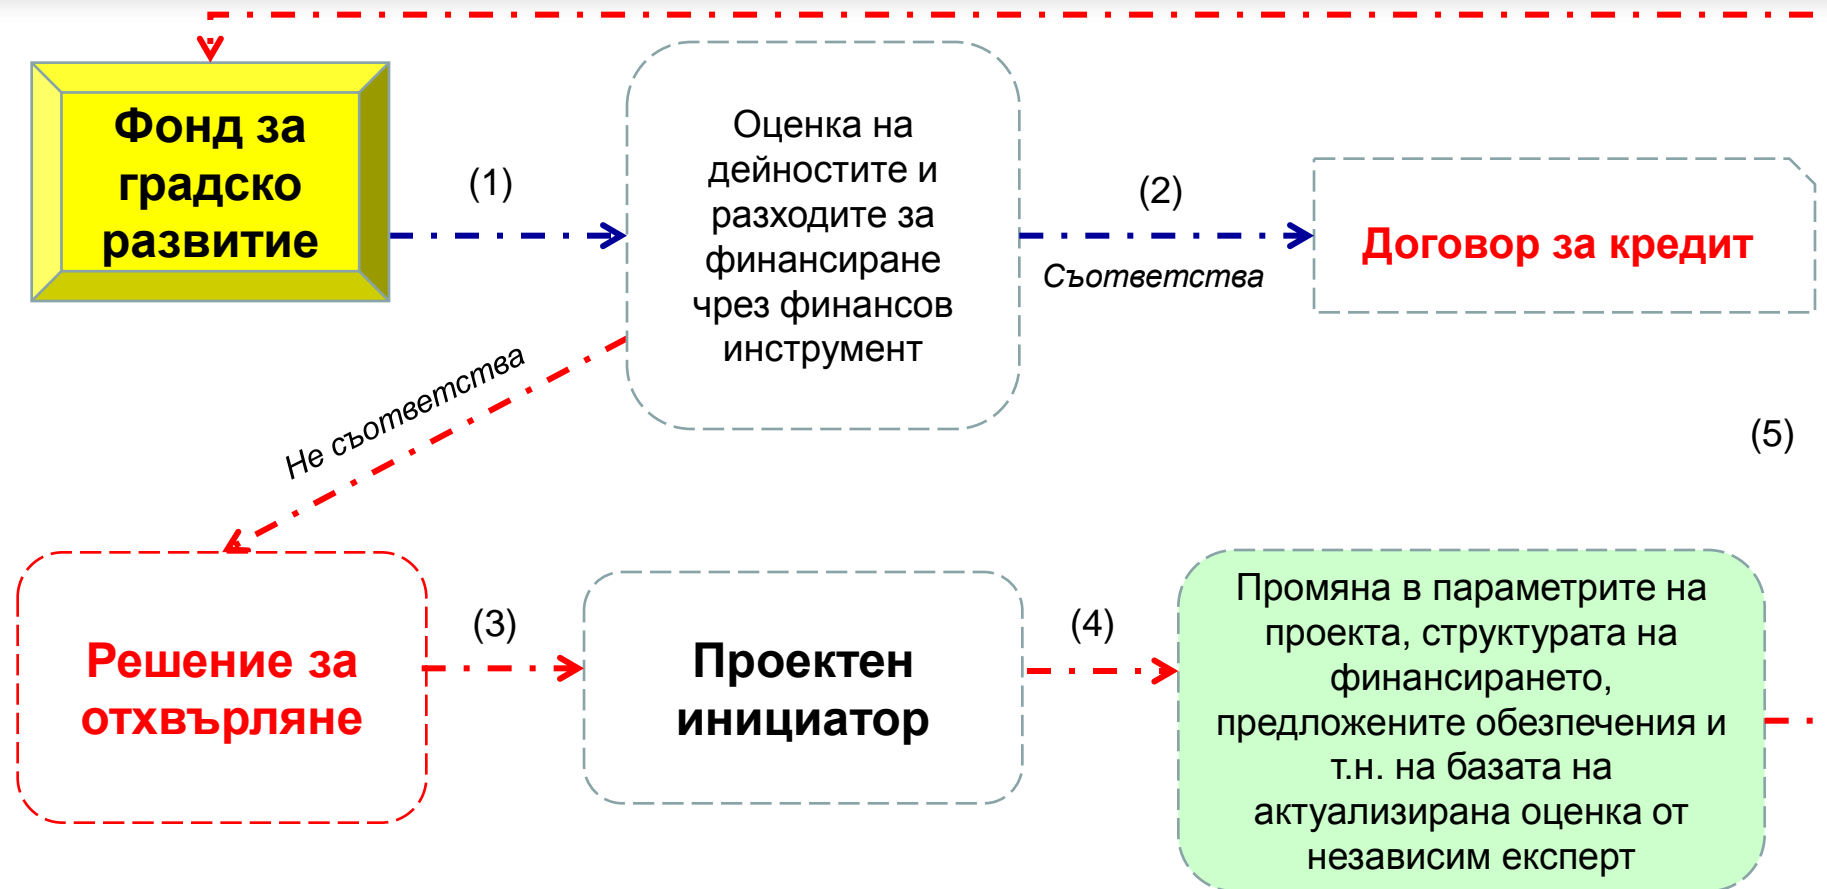 Фонд за
градско
развитие
(1)
Оценка на
дейностите и
разходите за
финансиране
чрез финансов
инструмент
(2)
Съответства
Договор за кредит
Не съответства
(5)
Решение за
отхвърляне
(3)
Проектен
инициатор
(4)
Промяна в параметрите на
проекта, структурата на
финансирането,
предложените обезпечения и
т.н. на базата на
актуализирана оценка от
независим експерт